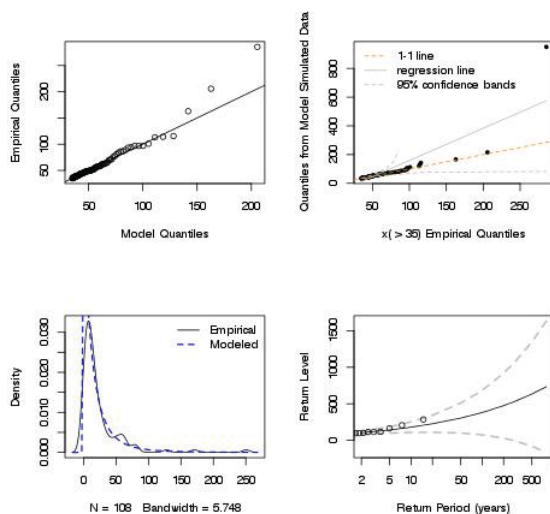 Empirical Quantiles
50
100
200
50
100
150
200
Model Quantiles
Quantiles from Model Simulated Data
0
200
400
600
800
1-1 line
regression line
95% confidence bands
50
100
150
200
250
x( > 35) Empirical Quantiles
Density
0.000
0.010
0.020
0.030
Empirical
Modeled
0
50
100
150
200
250
N = 108 Bandwidth = 5.748
Return Level
0
500
1000
1500
2
5
10
50
200
500
Return Period (years)